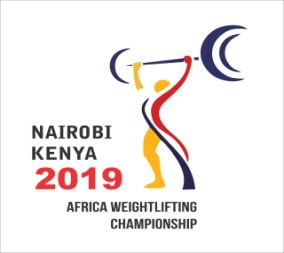 NAIROBI
KENYA
2019
AFRICA WEIGHTLIFTING
CHAMPIONSHIP